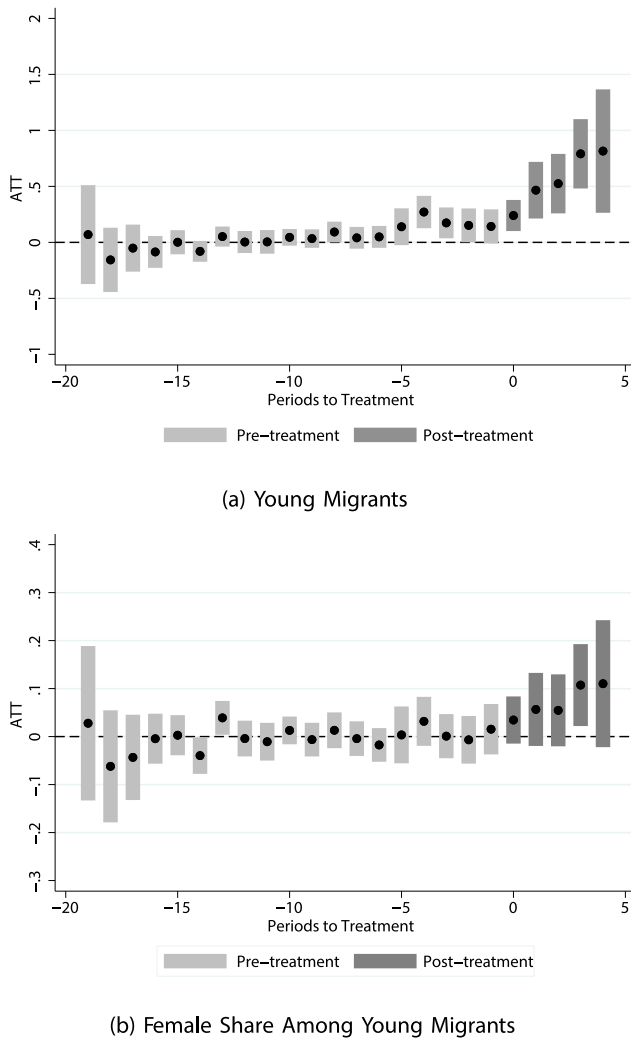 2
1.5
1
.5
0
−.5
−1
ATT
−20 −15 −10 −5 0 5
Periods to Treatment
Pre−treatment Post−treatment
(a) Young Migrants
.4
.3
.2
.1
0
−.1
−.2
−.3
ATT
−20 −15 −10 −5 0 5
Periods to Treatment
Pre−treatment Post−treatment
(b) Female Share Among Young Migrants